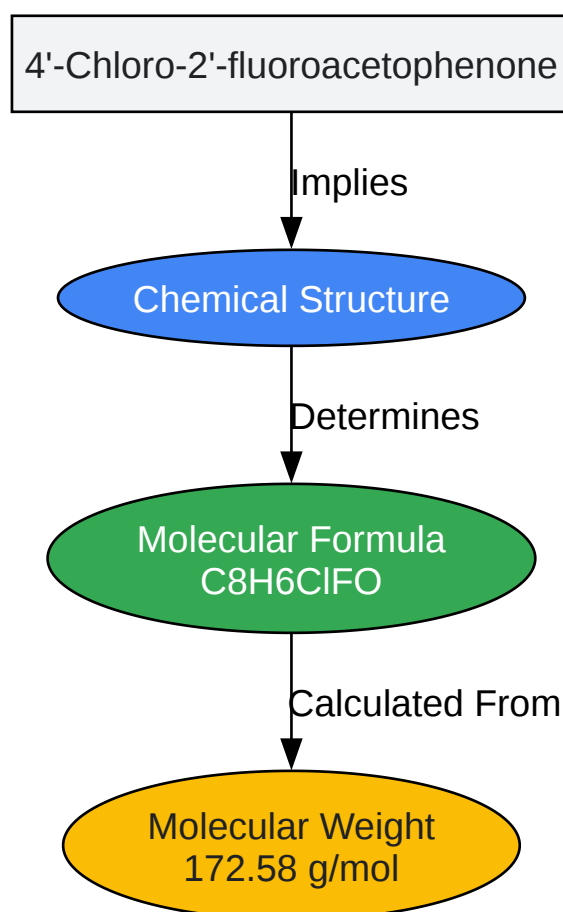 4'-Chloro-2'-fluoroacetophenone
Implies
Chemical Structure
Determines
Molecular Formula
C8H6ClFO
Calculated From
Molecular Weight
172.58 g/mol